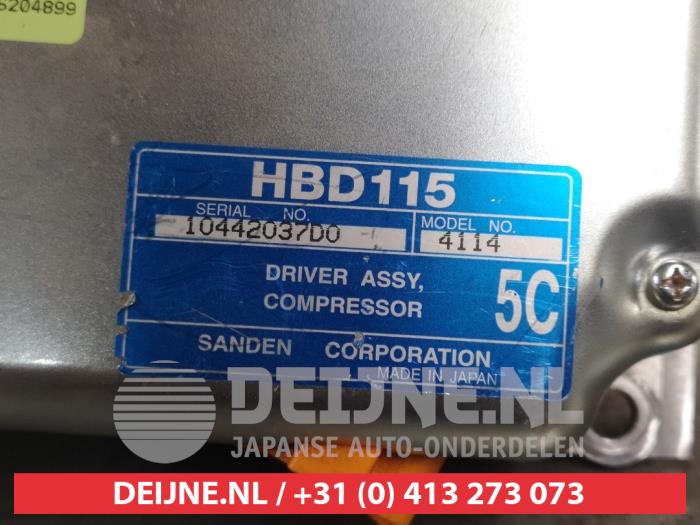 5204899
HBD115
SERIAL NO.
10442037D0
MODEL NO.
4114
DRIVER ASSY,
COMPRESSOR
5C
SANDEN CORPORATION
MADE IN JAPAN
DEIJNE.NL
JAPANSE AUTO-ONDERDELEN
DEIJNE.NL / +31 (0) 413 273 073